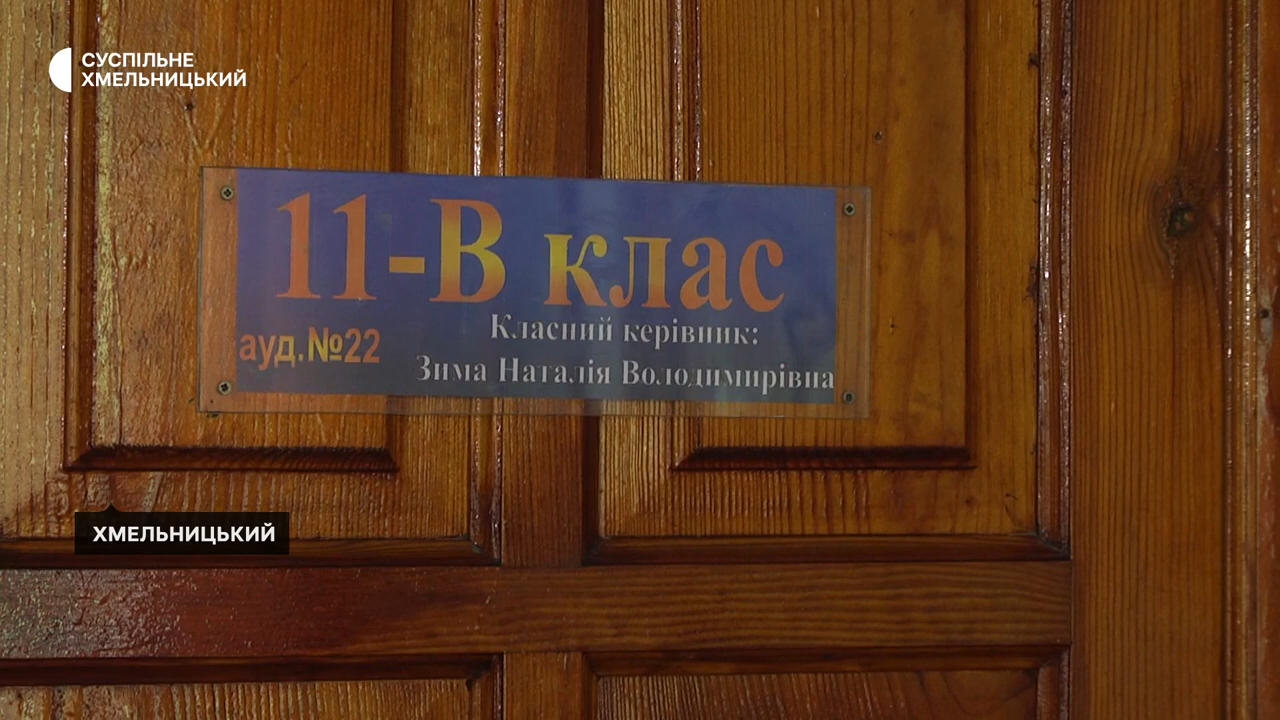 СУСПІЛЬНЕ
ХМЕЛЬНИЦЬКИЙ
11-В клас
ауд.№22
Класний керівник:
Зима Наталія Володимирівна
ХМЕЛЬНИЦЬКИЙ